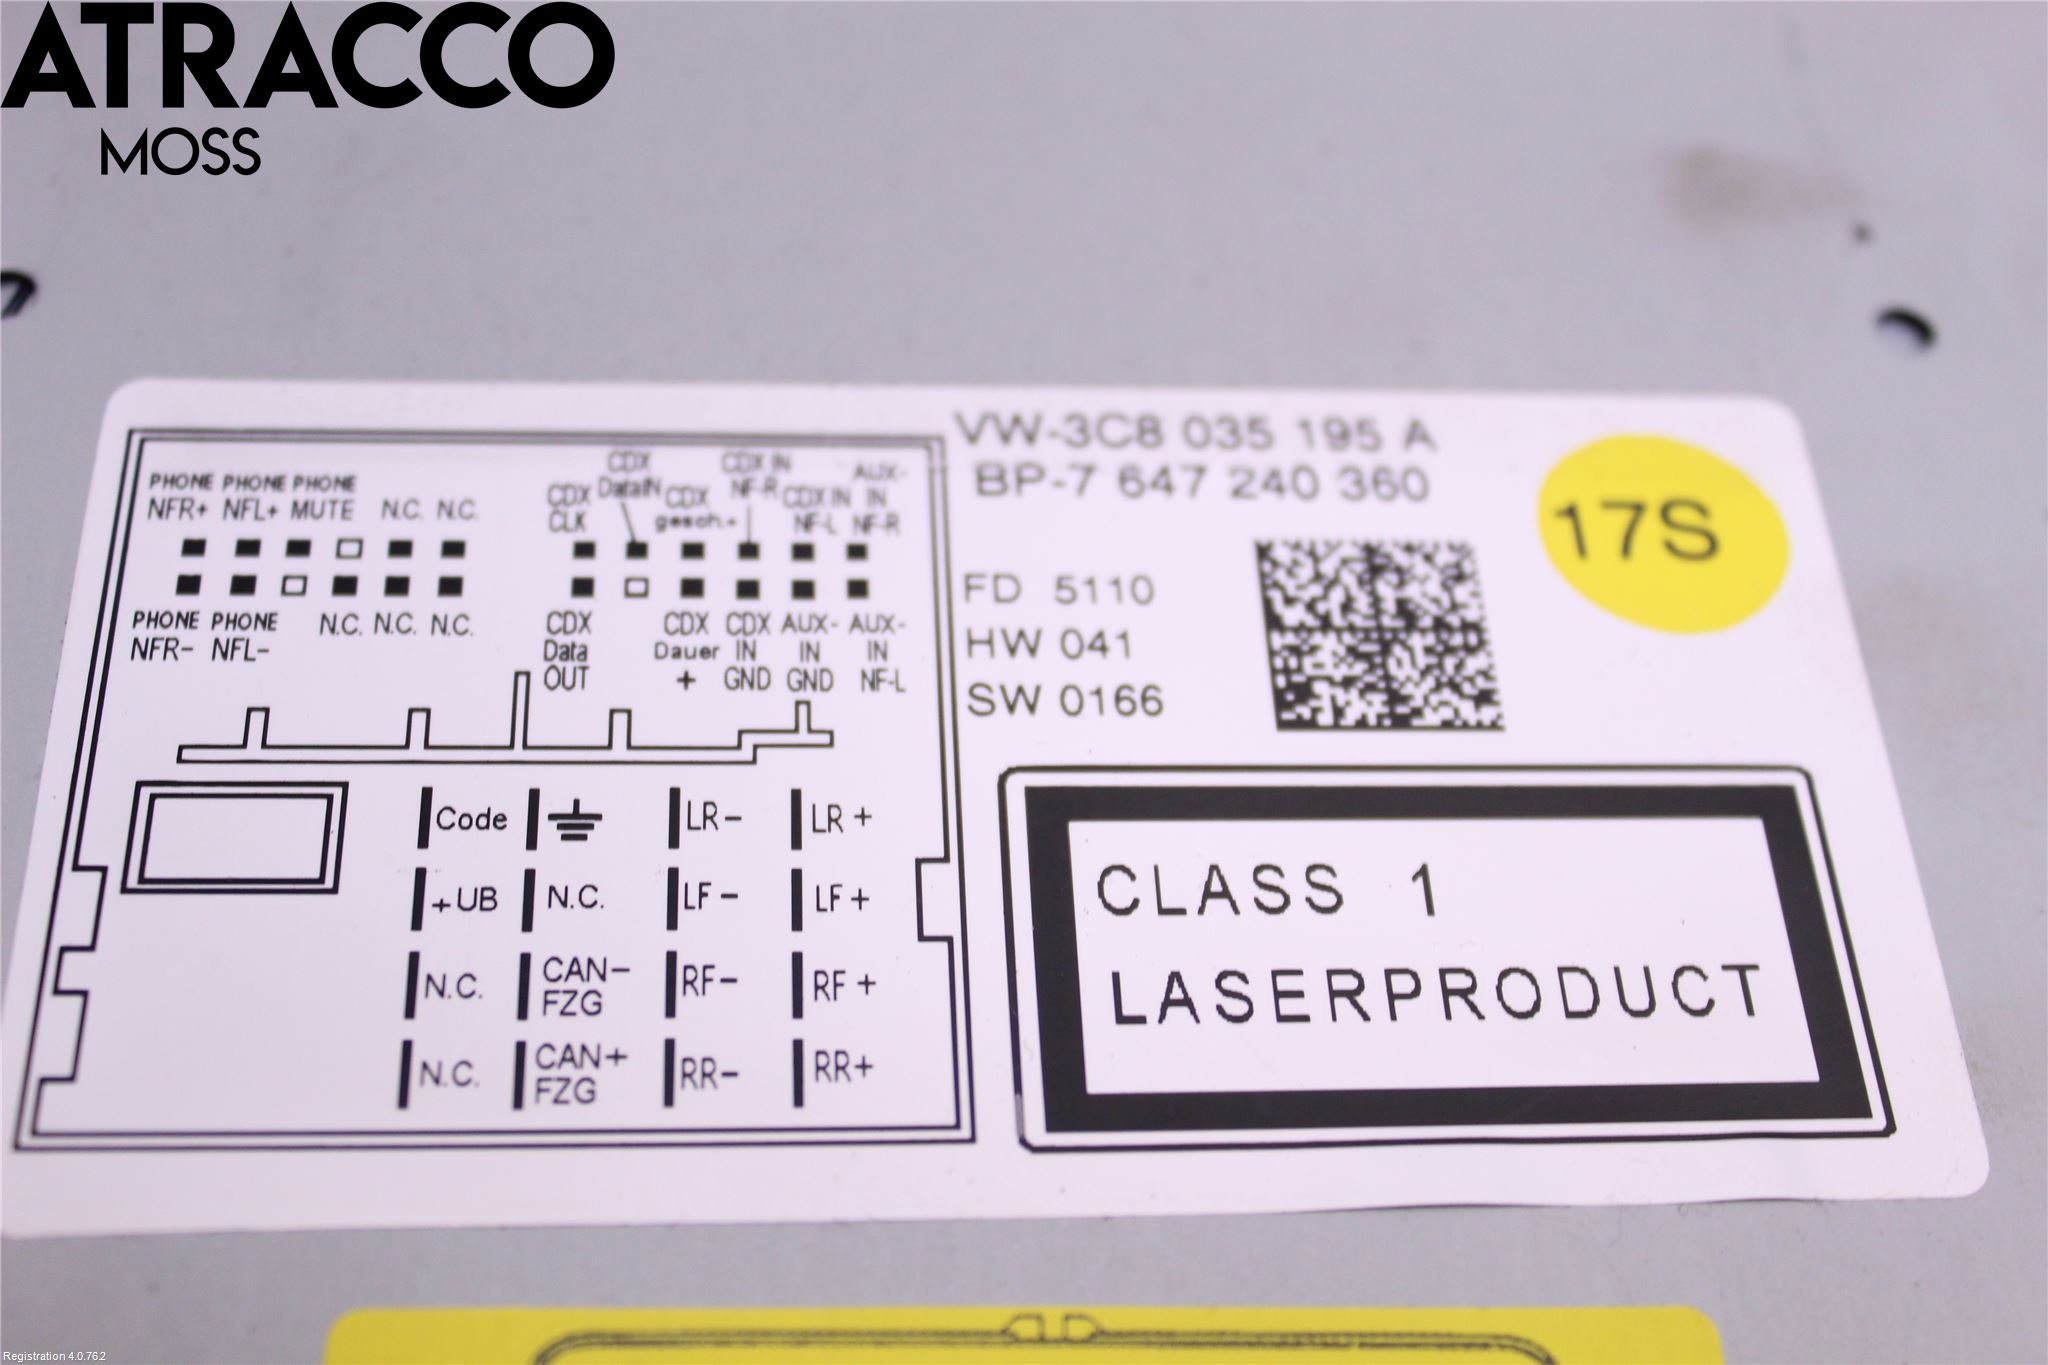 ATRACCO
MOSS
VW-3C8 035 195 A
BP-7 647 240 360
17S
FD 5110
HW 041
SW 0166
PHONE PHONE PHONE
NFR+ NFL+ MUTE N.C. N.C.
PHONE PHONE
NFR- NFL- N.C. N.C. N.C.
CDX CLK
CDX DataIN
CDX gesch.+
CDX IN NF-R
CDX IN NF-L
AUX-IN NF-R
CDX Data OUT
CDX Dauer +
CDX IN GND
AUX-IN GND
AUX-IN NF-L
Code LR- LR+
+UB N.C. LF- LF+
N.C. CAN- FZG RF- RF+
N.C. CAN+ FZG RR- RR+
CLASS 1
LASERPRODUCT
Registration 4.0.762